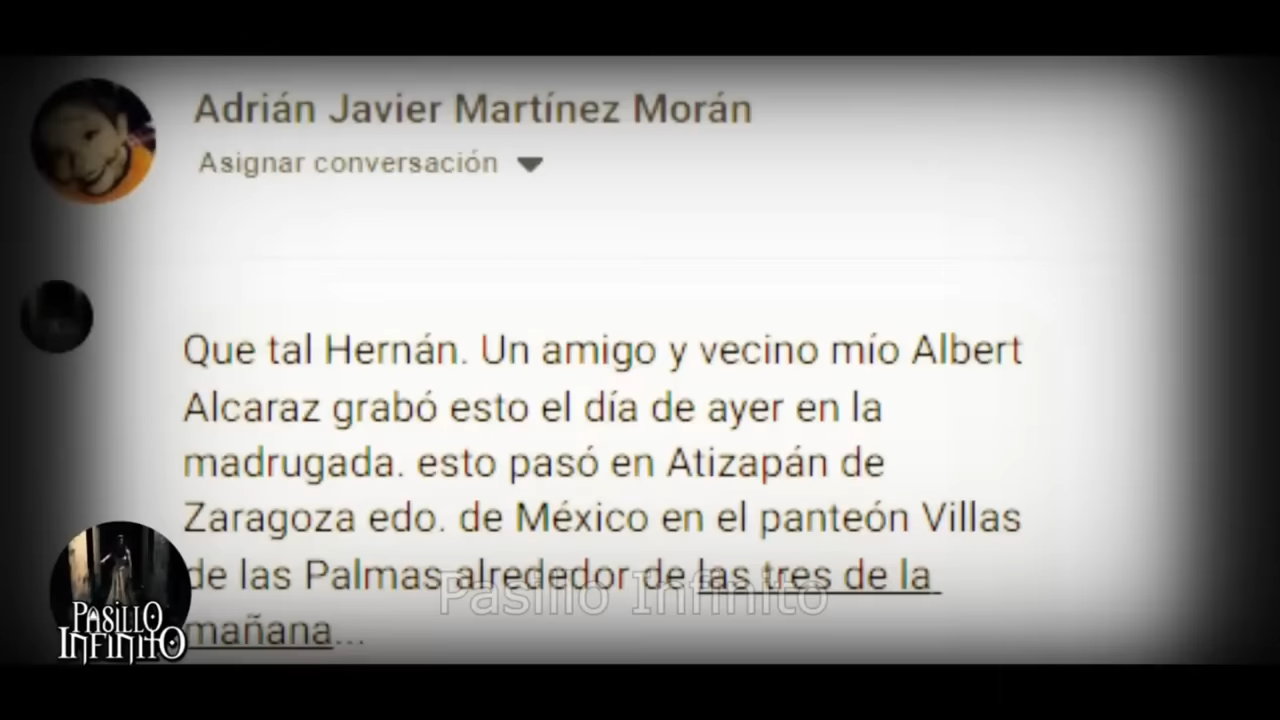 Adrián Javier Martínez Morán
Asignar conversación
Que tal Hernán. Un amigo y vecino mío Albert
Alcaraz grabó esto el día de ayer en la
madrugada. esto pasó en Atizapán de
Zaragoza edo. de México en el panteón Villas
de las Palmas alrededor de las tres de la
mañana...
Pasillo Infinito
PASILLO
INFINITO